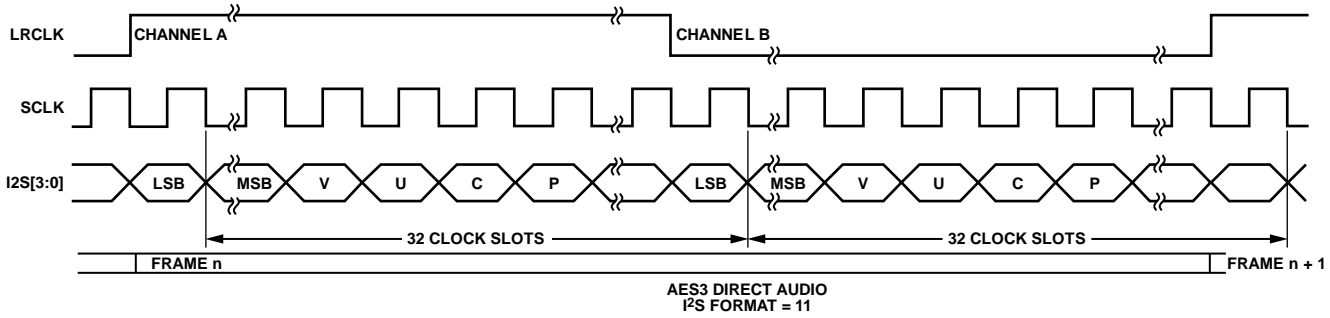 LRCLK
CHANNEL A
CHANNEL B
SCLK
I2S[3:0]
LSB
MSB
V
U
C
P
LSB
MSB
V
U
C
P
32 CLOCK SLOTS
32 CLOCK SLOTS
FRAME n
FRAME n + 1
AES3 DIRECT AUDIO
I²S FORMAT = 11